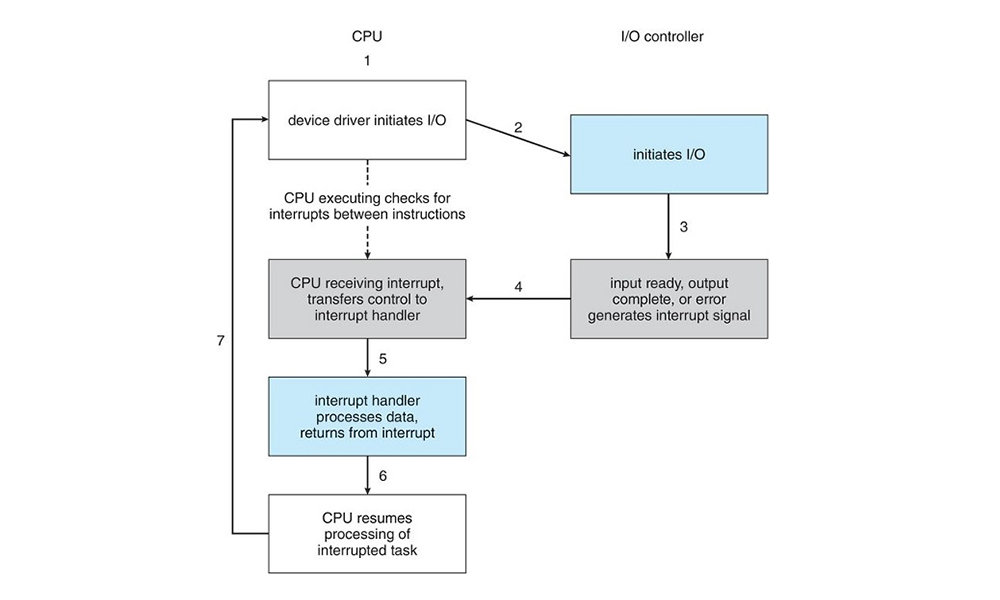 CPU
I/O controller
1
device driver initiates I/O
2
initiates I/O
CPU executing checks for
interrupts between instructions
3
CPU receiving interrupt,
transfers control to
interrupt handler
4
input ready, output
complete, or error
generates interrupt signal
7
5
interrupt handler
processes data,
returns from interrupt
6
CPU resumes
processing of
interrupted task